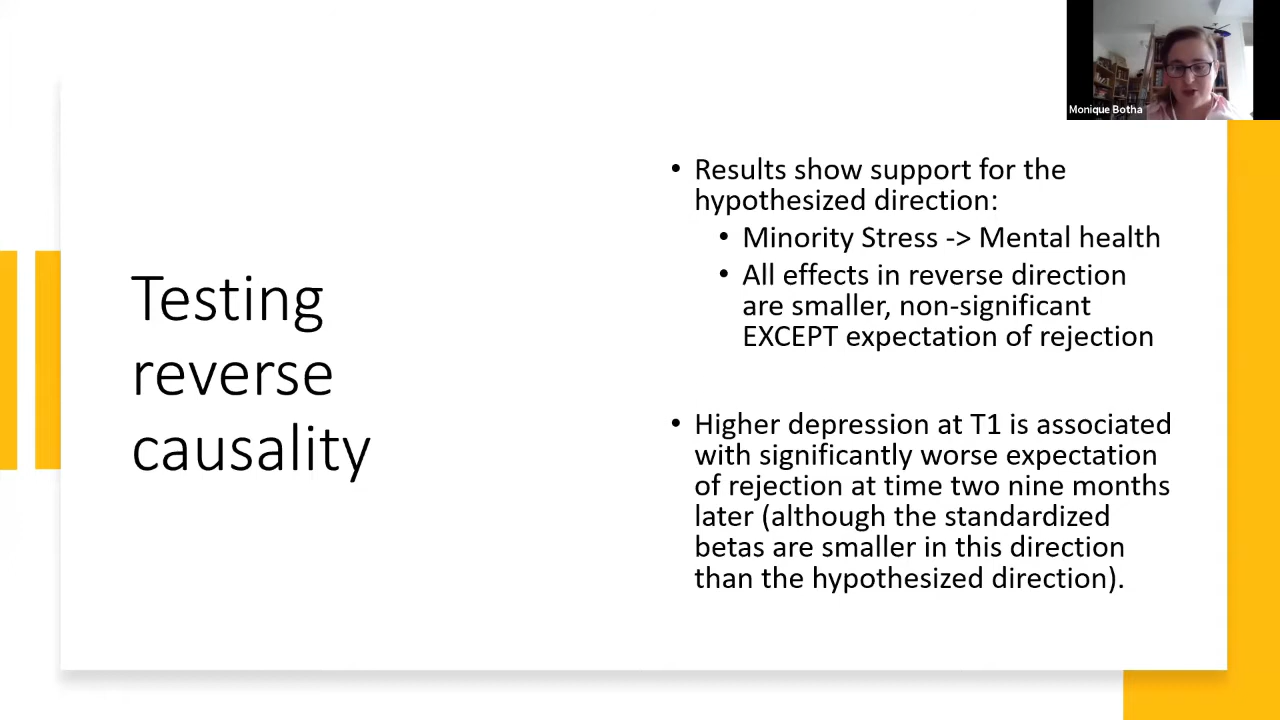 Monique Botha
Testing
reverse
causality
• Results show support for the
hypothesized direction:
• Minority Stress -> Mental health
• All effects in reverse direction
are smaller, non-significant
EXCEPT expectation of rejection
• Higher depression at T1 is associated
with significantly worse expectation
of rejection at time two nine months
later (although the standardized
betas are smaller in this direction
than the hypothesized direction).